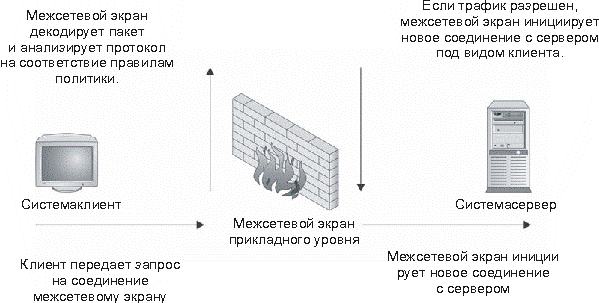 Межсетевой экран
декодирует пакет
и анализирует протокол
на соответствие правилам
политики.
Если трафик разрешен,
межсетевой экран инициирует
новое соединение с сервером
под видом клиента.
Системаклиент
Межсетевой экран
прикладного уровня
Системасервер
Клиент передает запрос
на соединение
межсетевому экрану
Межсетевой экран иниции
рует новое соединение
с сервером